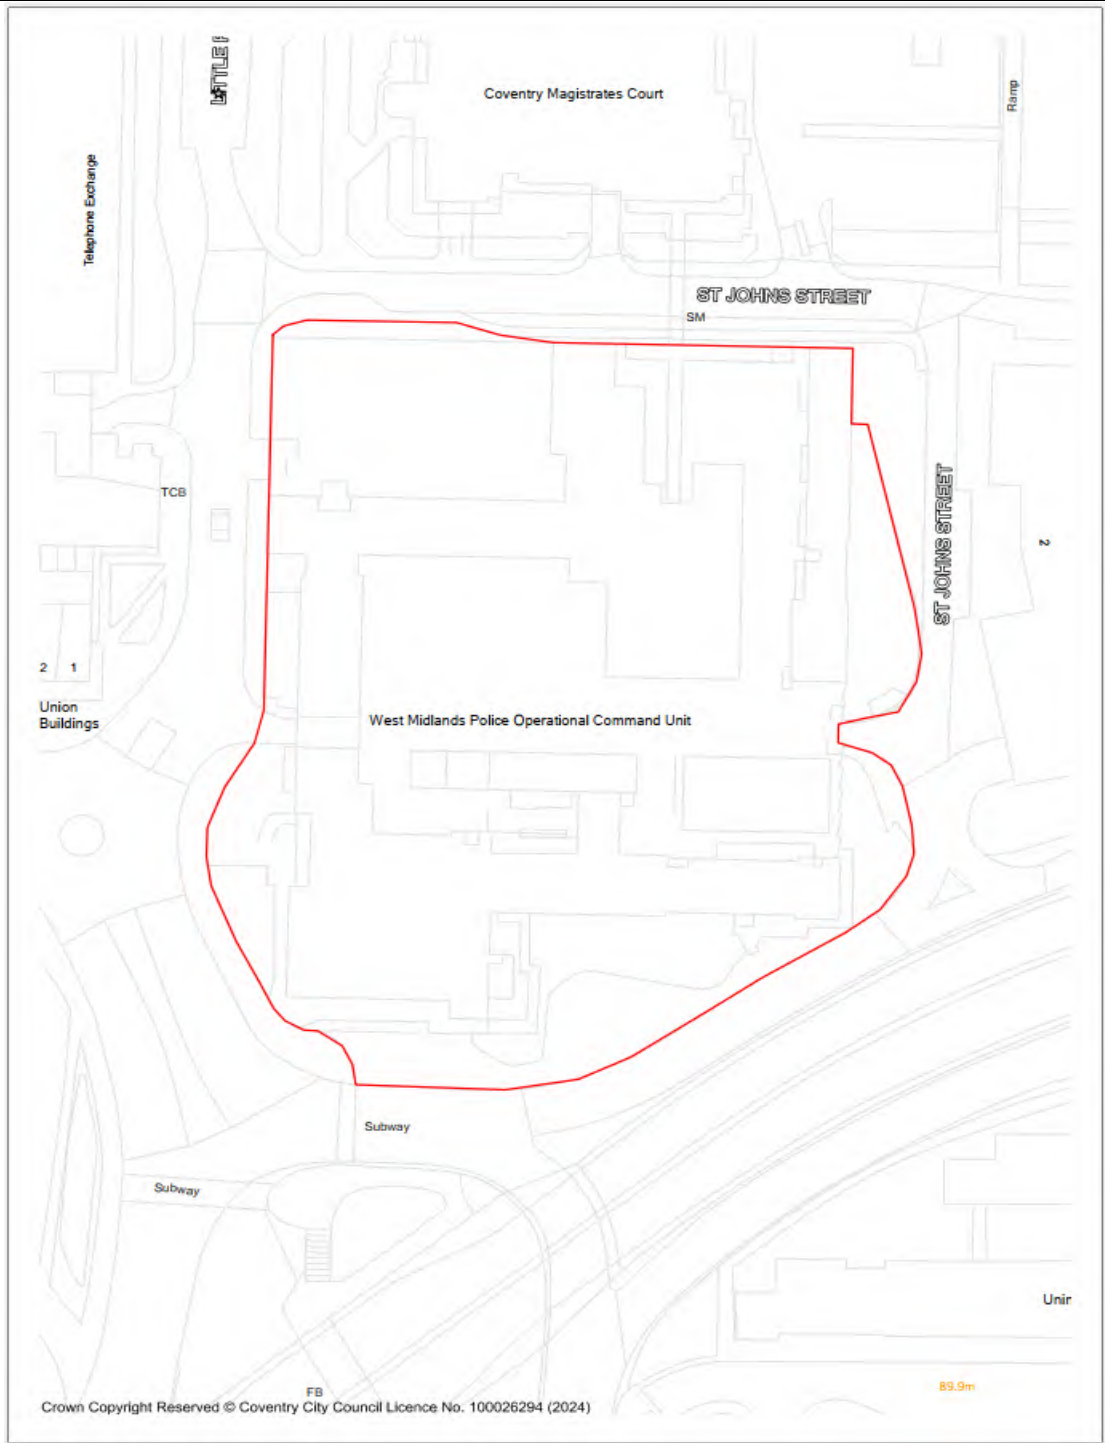 Coventry Magistrates Court
Ramp
Telephone Exchange
ST JOHNS STREET
SM
TCB
ST JOHNS STREET
2
2 1
Union
Buildings
West Midlands Police Operational Command Unit
Subway
Subway
89.9m
FB
Crown Copyright Reserved © Coventry City Council Licence No. 100026294 (2024)